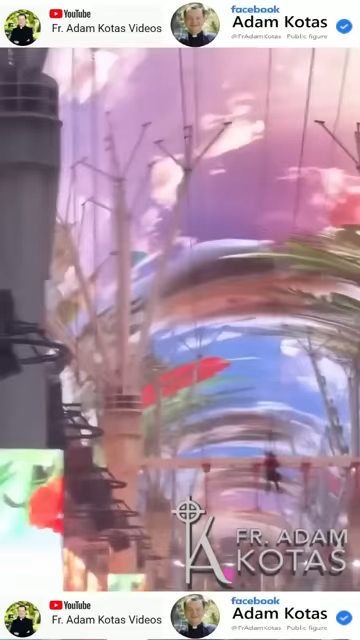 YouTube
Fr. Adam Kotas Videos
facebook
Adam Kotas
@FrAdamKotas · Public figure
FR. ADAM
KOTAS
YouTube
Fr. Adam Kotas Videos
facebook
Adam Kotas
@FrAdamKotas · Public figure